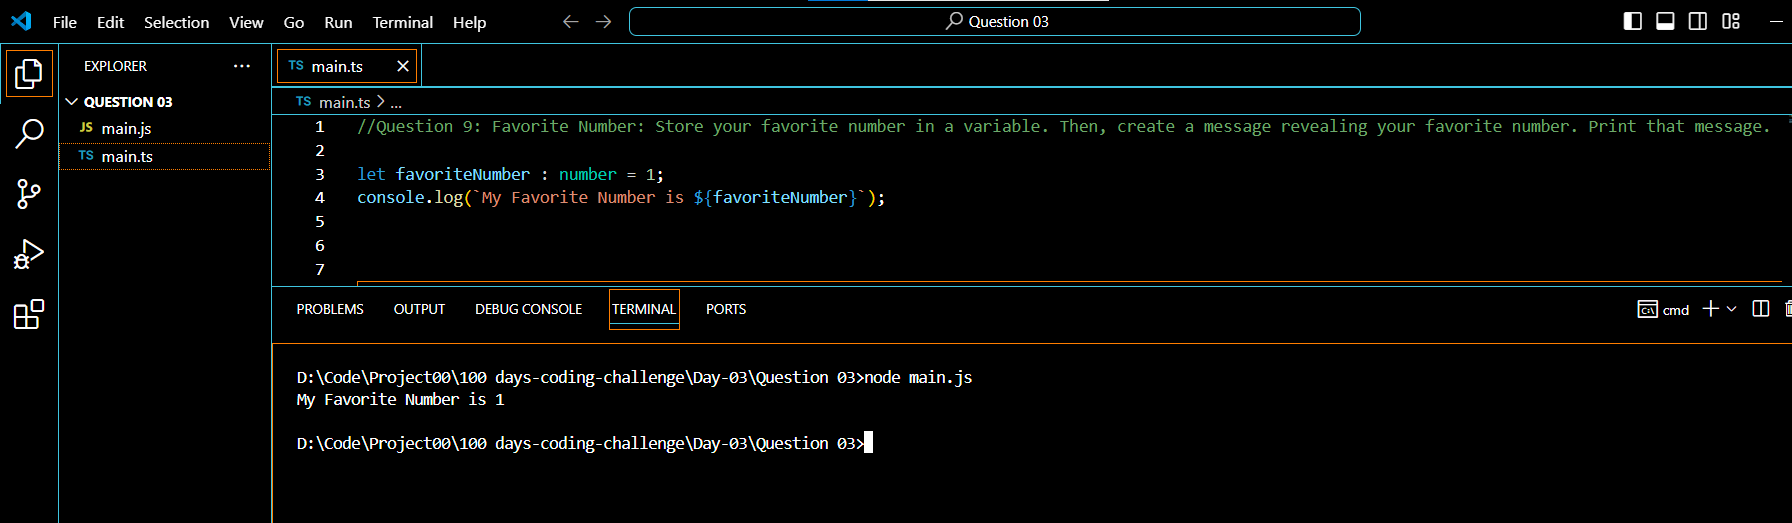 File Edit Selection View Go Run Terminal Help
Question 03
EXPLORER
QUESTION 03
JS main.js
TS main.ts
TS main.ts
TS main.ts > ...
1 //Question 9: Favorite Number: Store your favorite number in a variable. Then, create a message revealing your favorite number. Print that message.
2
3 let favoriteNumber : number = 1;
4 console.log(`My Favorite Number is ${favoriteNumber}`);
5
6
7
PROBLEMS OUTPUT DEBUG CONSOLE TERMINAL PORTS
cmd
D:\Code\Project00\100 days-coding-challenge\Day-03\Question 03>node main.js
My Favorite Number is 1
D:\Code\Project00\100 days-coding-challenge\Day-03\Question 03>